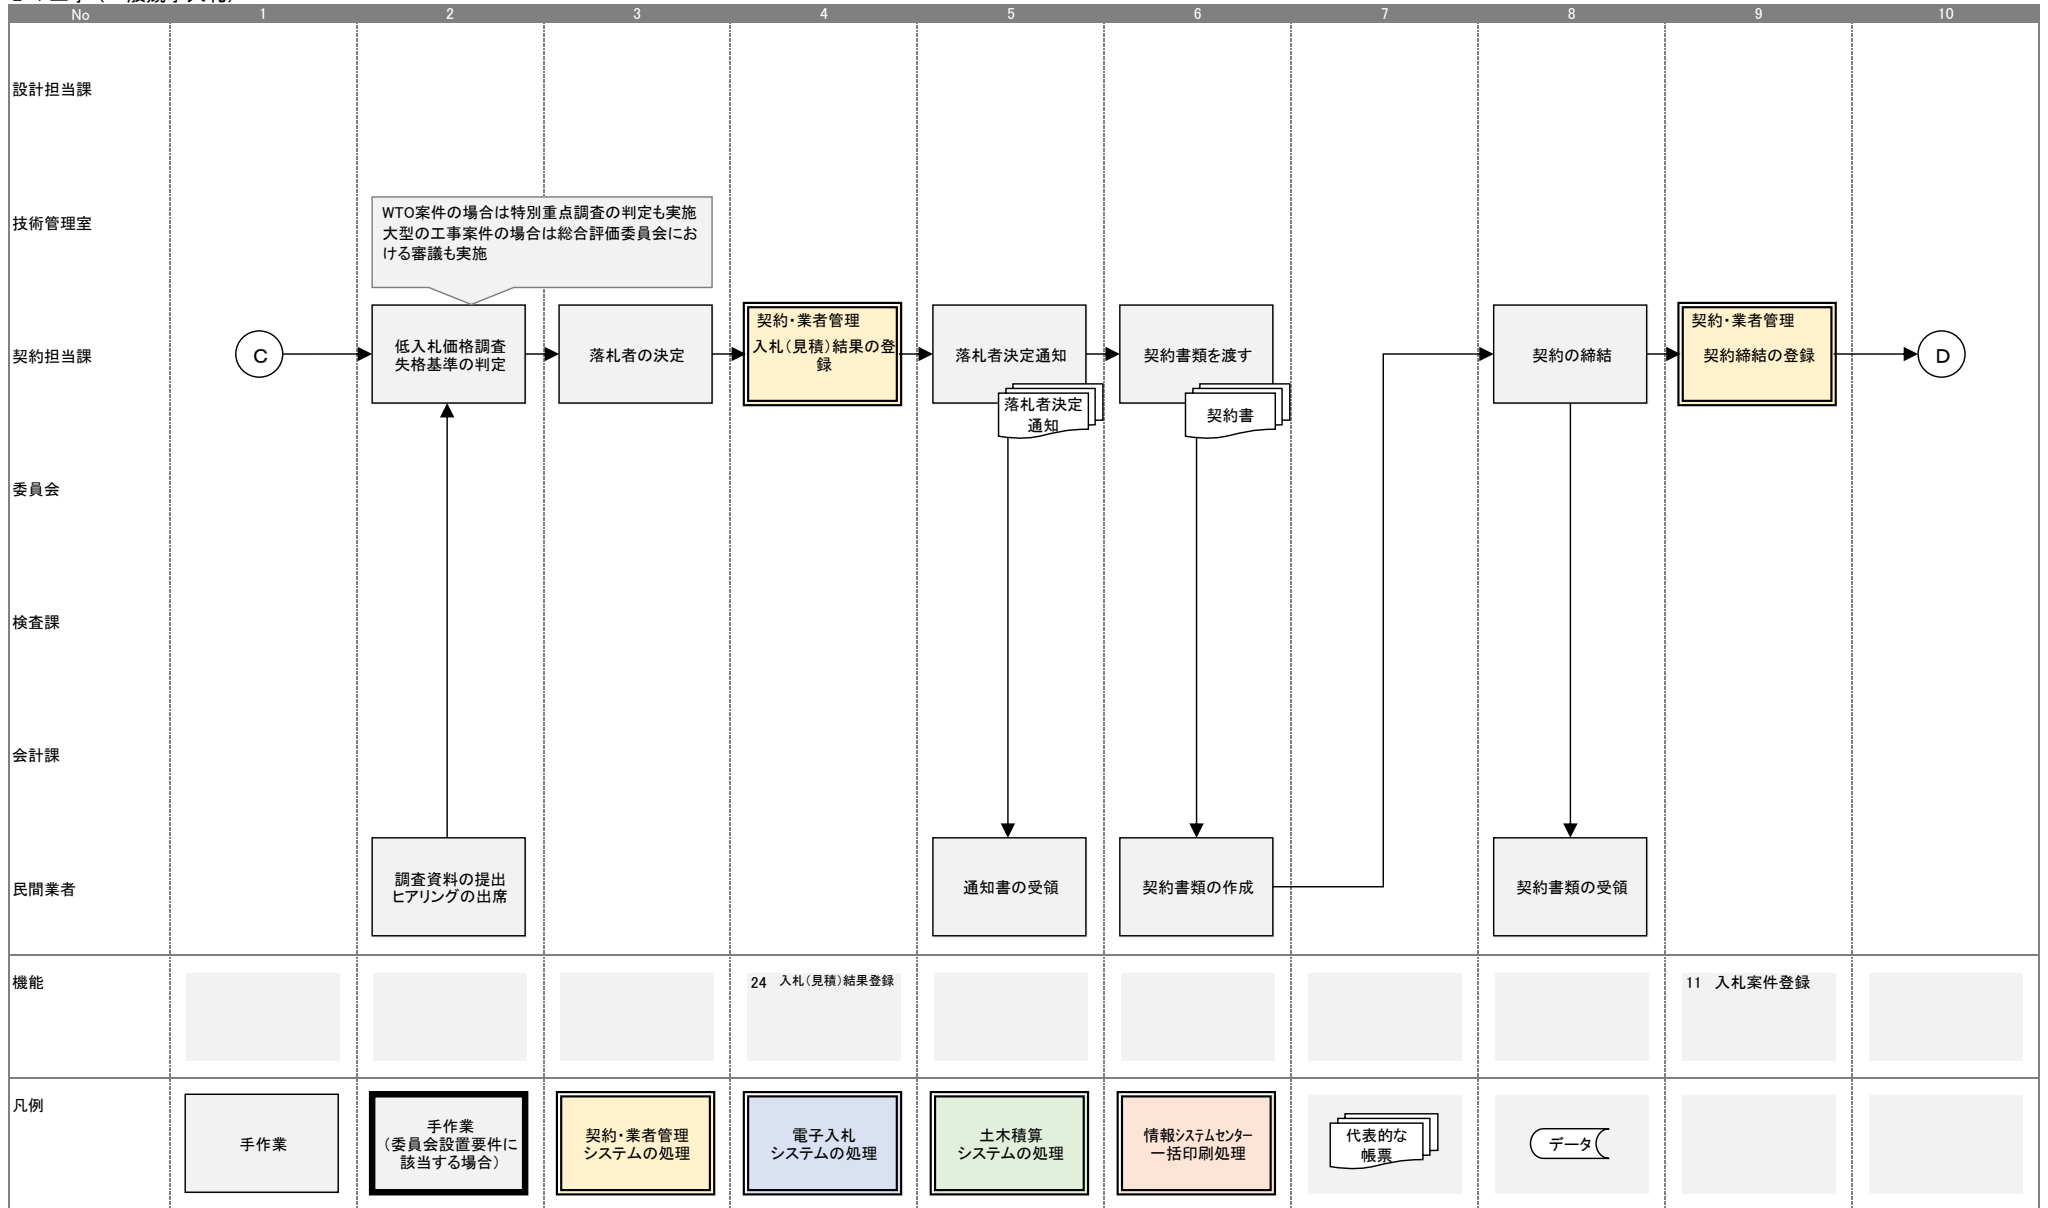 No 1 2 3 4 5 6 7 8 9 10
設計担当課
技術管理室
WTO案件の場合は特別重点調査の判定も実施
大型の工事案件の場合は総合評価委員会にお
ける審議も実施
契約担当課
C
低入札価格調査
失格基準の判定
落札者の決定
契約・業者管理
入札(見積)結果の登
録
落札者決定通知
落札者決定
通知
契約書類を渡す
契約書
契約の締結
契約・業者管理
契約締結の登録
D
委員会
検査課
会計課
民間業者
調査資料の提出
ヒアリングの出席
通知書の受領
契約書類の作成
契約書類の受領
機能
24 入札(見積)結果登録
11 入札案件登録
凡例
手作業
手作業
(委員会設置要件に
該当する場合)
契約・業者管理
システムの処理
電子入札
システムの処理
土木積算
システムの処理
情報システムセンター
一括印刷処理
代表的な
帳票
データ